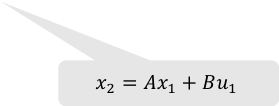 x₂ = Ax₁ + Bu₁